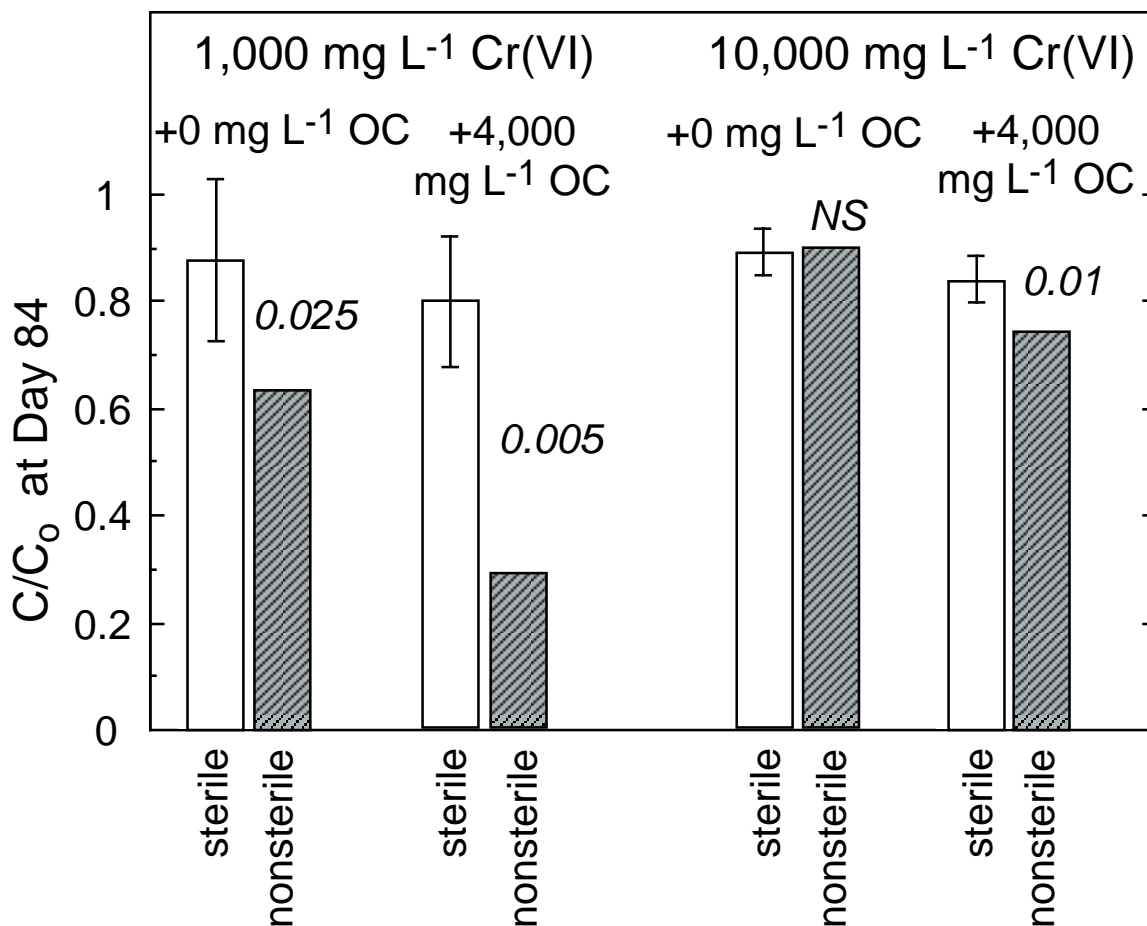 1,000 mg L-1 Cr(VI)
10,000 mg L-1 Cr(VI)
+0 mg L-1 OC
+4,000
mg L-1 OC
+0 mg L-1 OC
+4,000
mg L-1 OC
C/Co at Day 84
1
0.8
0.6
0.4
0.2
0
0.025
0.005
NS
0.01
sterile
nonsterile
sterile
nonsterile
sterile
nonsterile
sterile
nonsterile